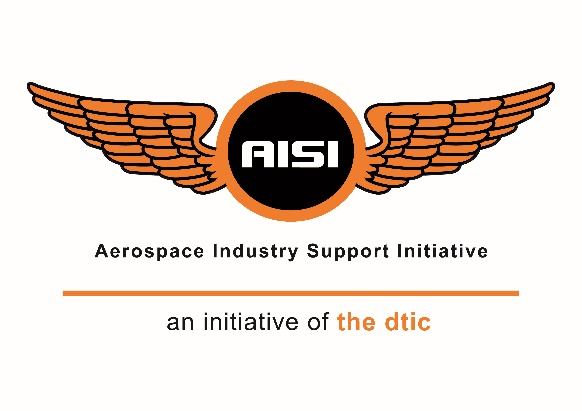 AISI
Aerospace Industry Support Initiative
an initiative of the dtic